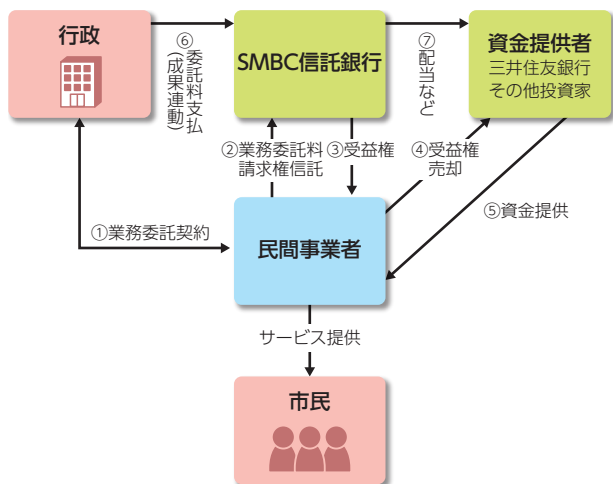 行政
⑥委託料支払
(成果連動)
SMBC信託銀行
⑦配当など
資金提供者
三井住友銀行
その他投資家
②業務委託料
請求権信託
③受益権
④受益権
売却
⑤資金提供
①業務委託契約
民間事業者
サービス提供
市民